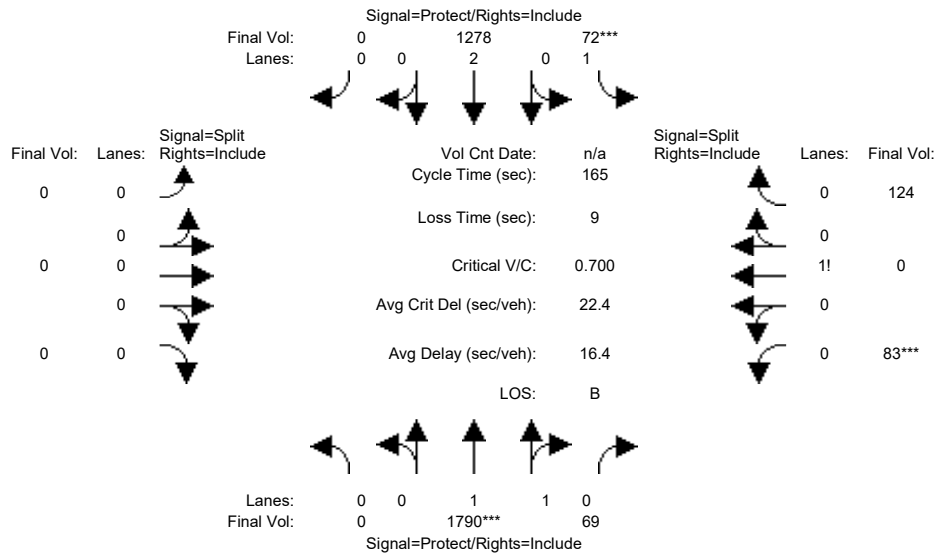 Signal=Protect/Rights=Include
Final Vol: 0 1278 72***
Lanes: 0 0 2 0 1
Signal=Split
Final Vol: Lanes: Rights=Include
Vol Cnt Date: n/a
Signal=Split
Rights=Include Lanes: Final Vol:
Cycle Time (sec): 165
0 0
0 124
Loss Time (sec): 9
0
0
0 0
Critical V/C: 0.700
1! 0
0
Avg Crit Del (sec/veh): 22.4
0
0 0
Avg Delay (sec/veh): 16.4
0 83***
LOS: B
Lanes: 0 0 1 1 0
Final Vol: 0 1790*** 69
Signal=Protect/Rights=Include